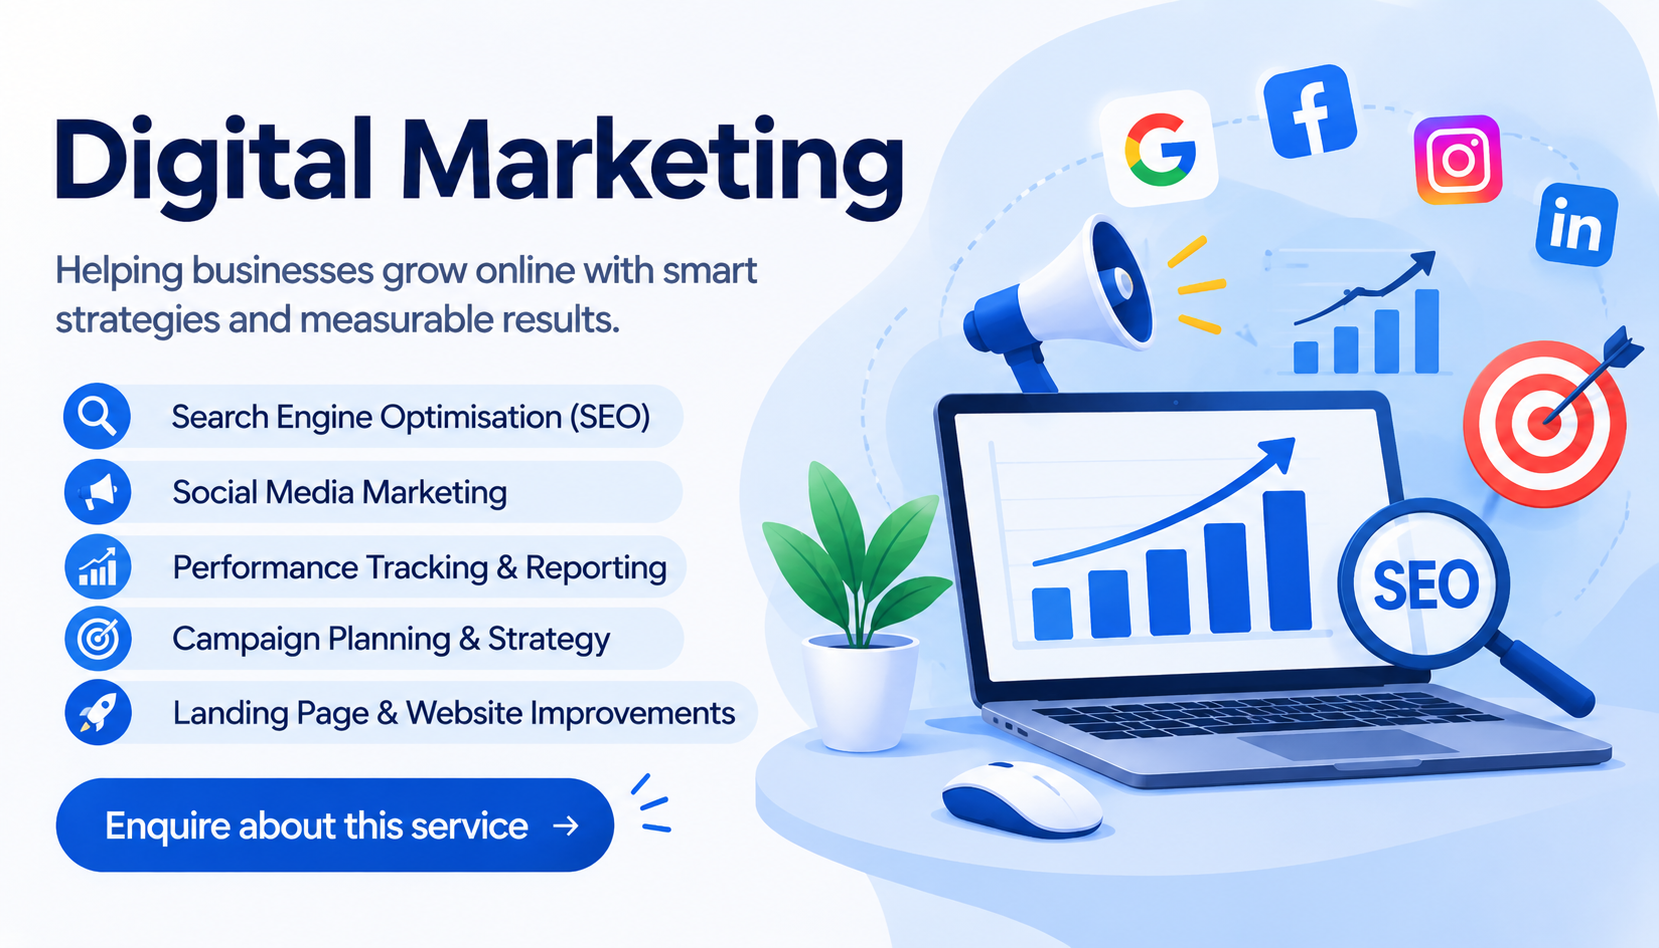 Digital Marketing
Helping businesses grow online with smart
strategies and measurable results.
Search Engine Optimisation (SEO)
Social Media Marketing
Performance Tracking & Reporting
Campaign Planning & Strategy
Landing Page & Website Improvements
Enquire about this service →
G
f
in
SEO